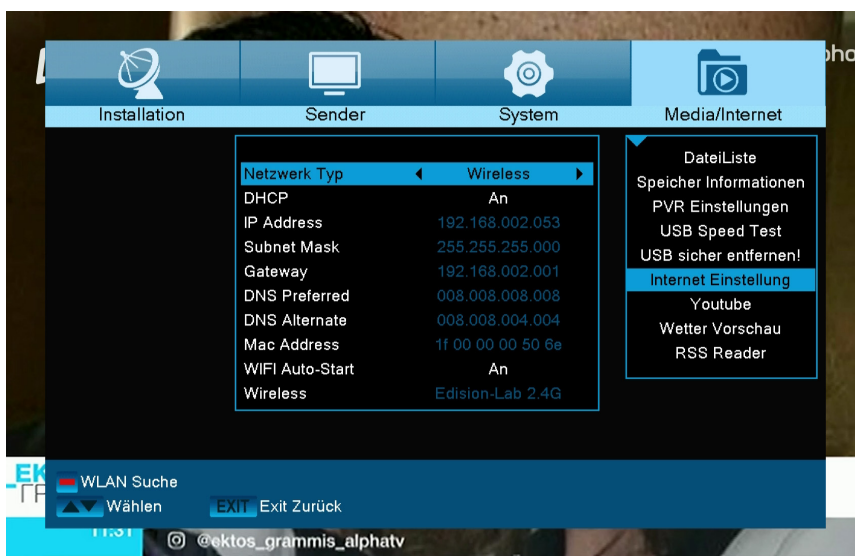 Installation
Sender
System
Media/Internet
Netzwerk Typ Wireless
DHCP An
IP Address 192.168.002.053
Subnet Mask 255.255.255.000
Gateway 192.168.002.001
DNS Preferred 008.008.008.008
DNS Alternate 008.008.004.004
Mac Address 1f 00 00 00 50 6e
WIFI Auto-Start An
Wireless Edision-Lab 2.4G
DateiListe
Speicher Informationen
PVR Einstellungen
USB Speed Test
USB sicher entfernen!
Internet Einstellung
Youtube
Wetter Vorschau
RSS Reader
WLAN Suche
Wählen EXIT Exit Zurück
11:31 @ektos_grammis_alphatv